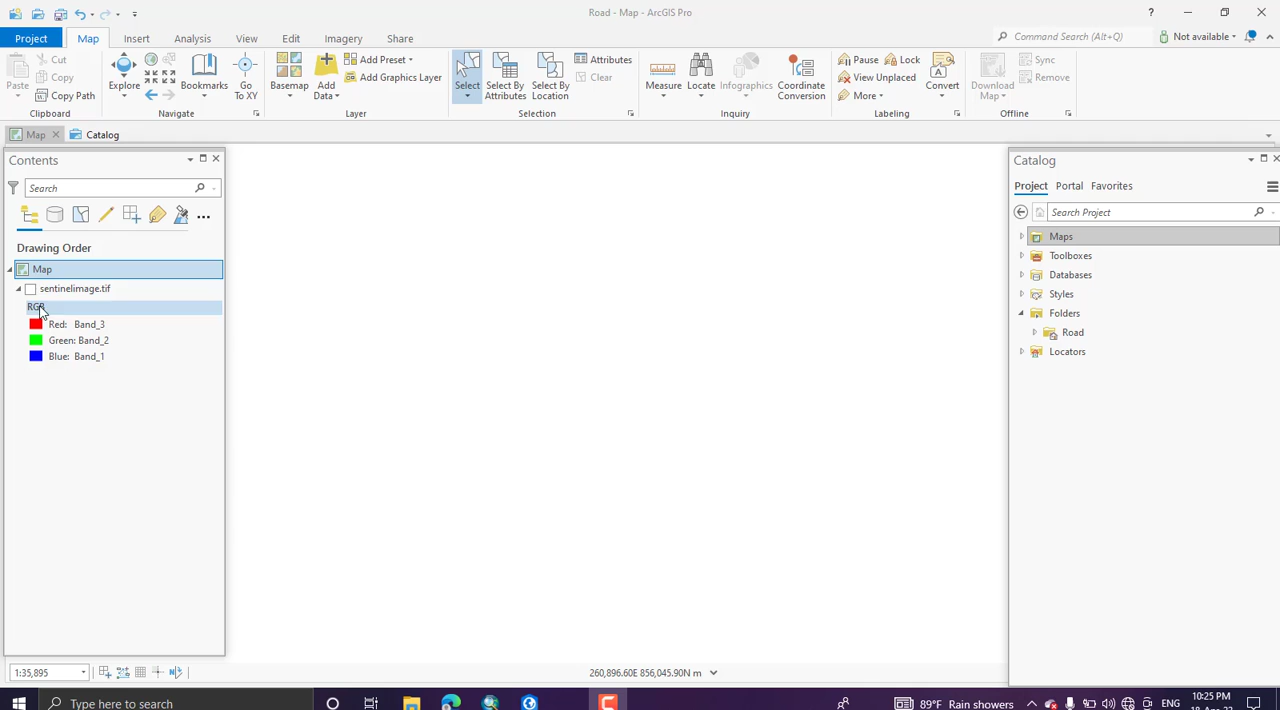 Road - Map - ArcGIS Pro
?
Project Map Insert Analysis View Edit Imagery Share
Command Search (Alt+Q)
Not available
Paste
Cut
Copy
Copy Path
Clipboard
Explore
Bookmarks
Go To XY
Navigate
Basemap
Add Data
Add Preset
Add Graphics Layer
Layer
Select
Select By Attributes
Select By Location
Attributes
Clear
Selection
Measure
Locate
Infographics
Coordinate Conversion
Inquiry
Pause
Lock
View Unplaced
More
Convert
Labeling
Download Map
Sync
Remove
Offline
Map
Catalog
Contents
Search
Drawing Order
Map
sentinelimage.tif
RGB
Red: Band_3
Green: Band_2
Blue: Band_1
Catalog
Project Portal Favorites
Search Project
Maps
Toolboxes
Databases
Styles
Folders
Road
Locators
1:35,895
260,896.60E 856,045.90N m
Type here to search
89°F Rain showers
ENG
10:25 PM